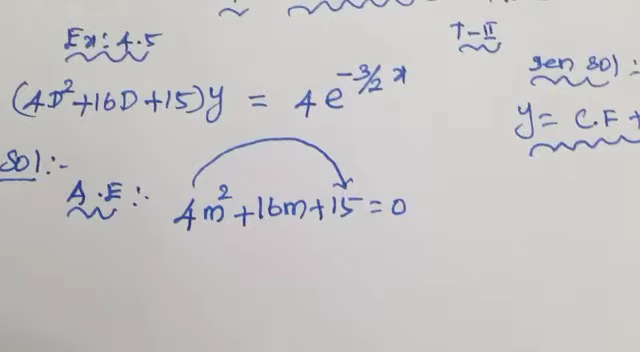 Ex: 4.5
T-II
(4D²+16D+15)y = 4e^{-3/2 x}
gen sol:
y = C.F +
Sol:-
A.E:- 4m²+16m+15=0